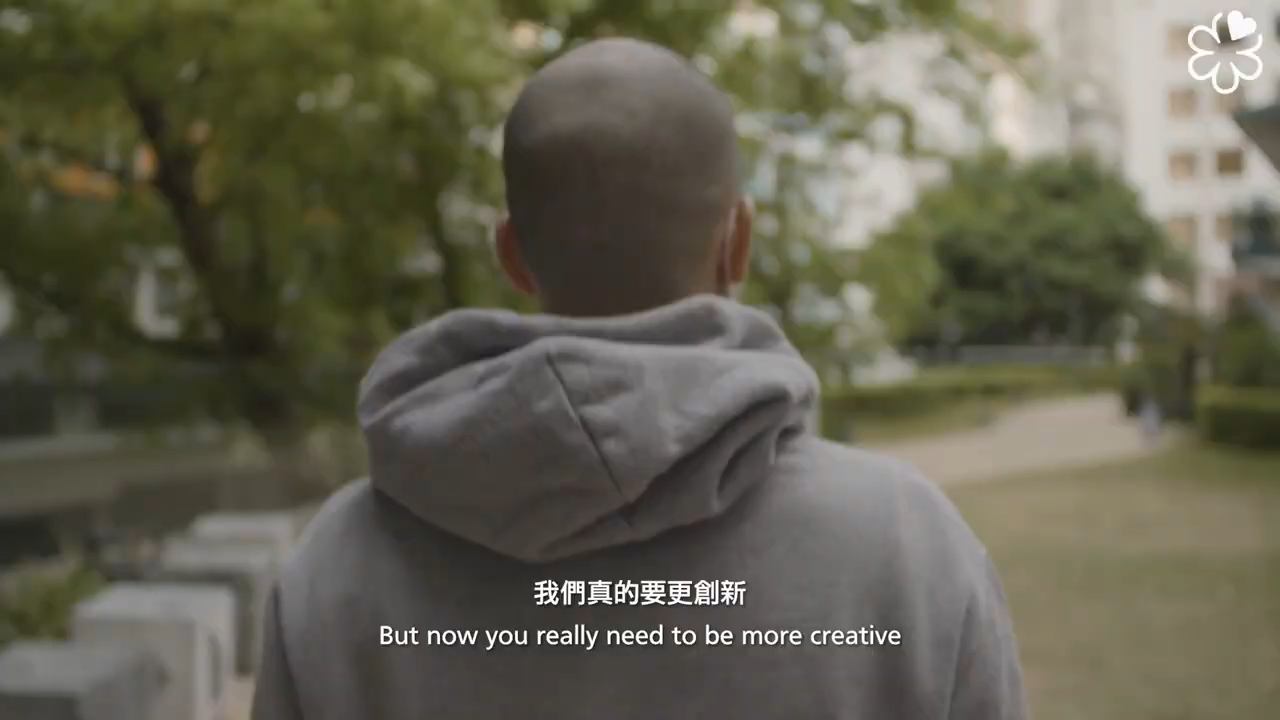 我們真的要更創新
But now you really need to be more creative